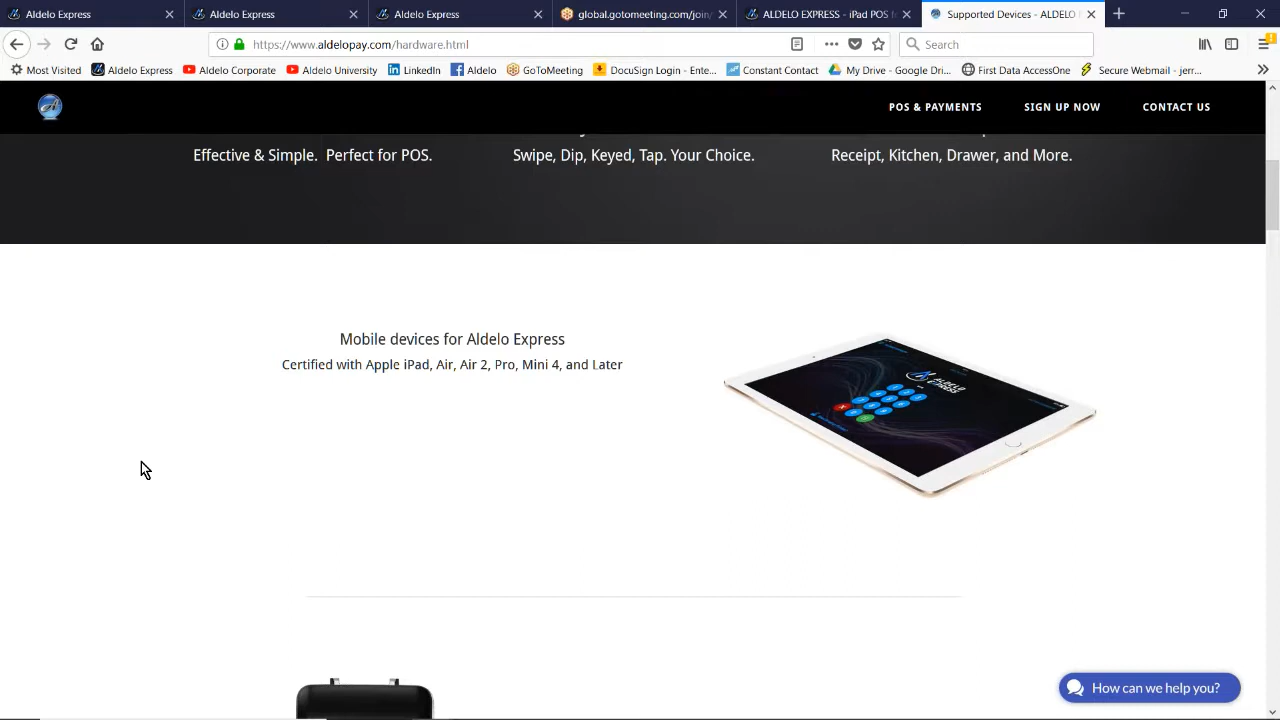 Aldelo Express
Aldelo Express
Aldelo Express
global.gotomeeting.com/join/
ALDELO EXPRESS - iPad POS f
Supported Devices - ALDELO
https://www.aldelopay.com/hardware.html
Search
Most Visited
Aldelo Express
Aldelo Corporate
Aldelo University
LinkedIn
Aldelo
GoToMeeting
DocuSign Login - Ente...
Constant Contact
My Drive - Google Dri...
First Data AccessOne
Secure Webmail - jerr...
POS & PAYMENTS
SIGN UP NOW
CONTACT US
Effective & Simple. Perfect for POS.
Swipe, Dip, Keyed, Tap. Your Choice.
Receipt, Kitchen, Drawer, and More.
Mobile devices for Aldelo Express
Certified with Apple iPad, Air, Air 2, Pro, Mini 4, and Later
ALDELO
EXPRESS
How can we help you?